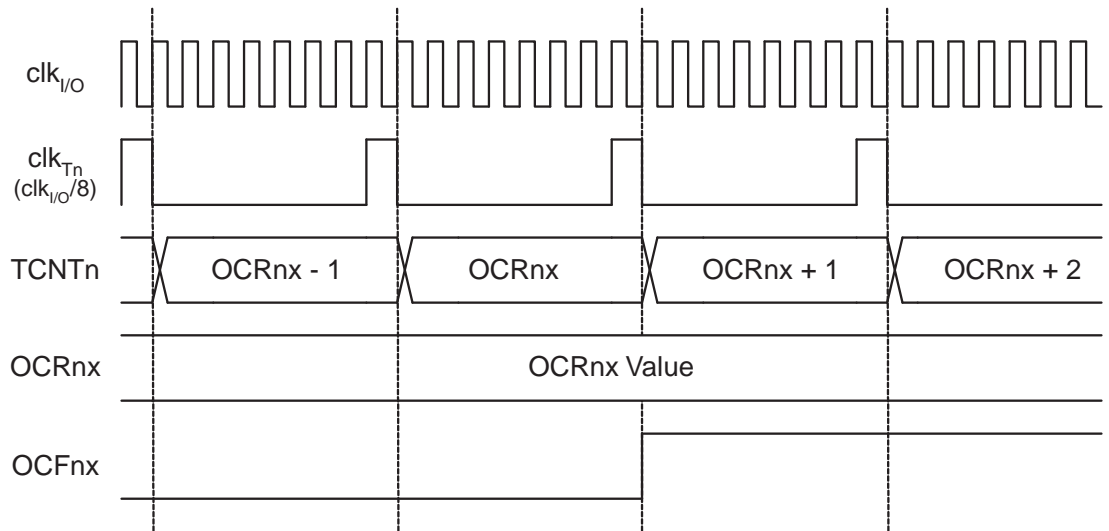 clkI/O
clkTn
(clkI/O/8)
TCNTn OCRnx - 1 OCRnx OCRnx + 1 OCRnx + 2
OCRnx OCRnx Value
OCFnx